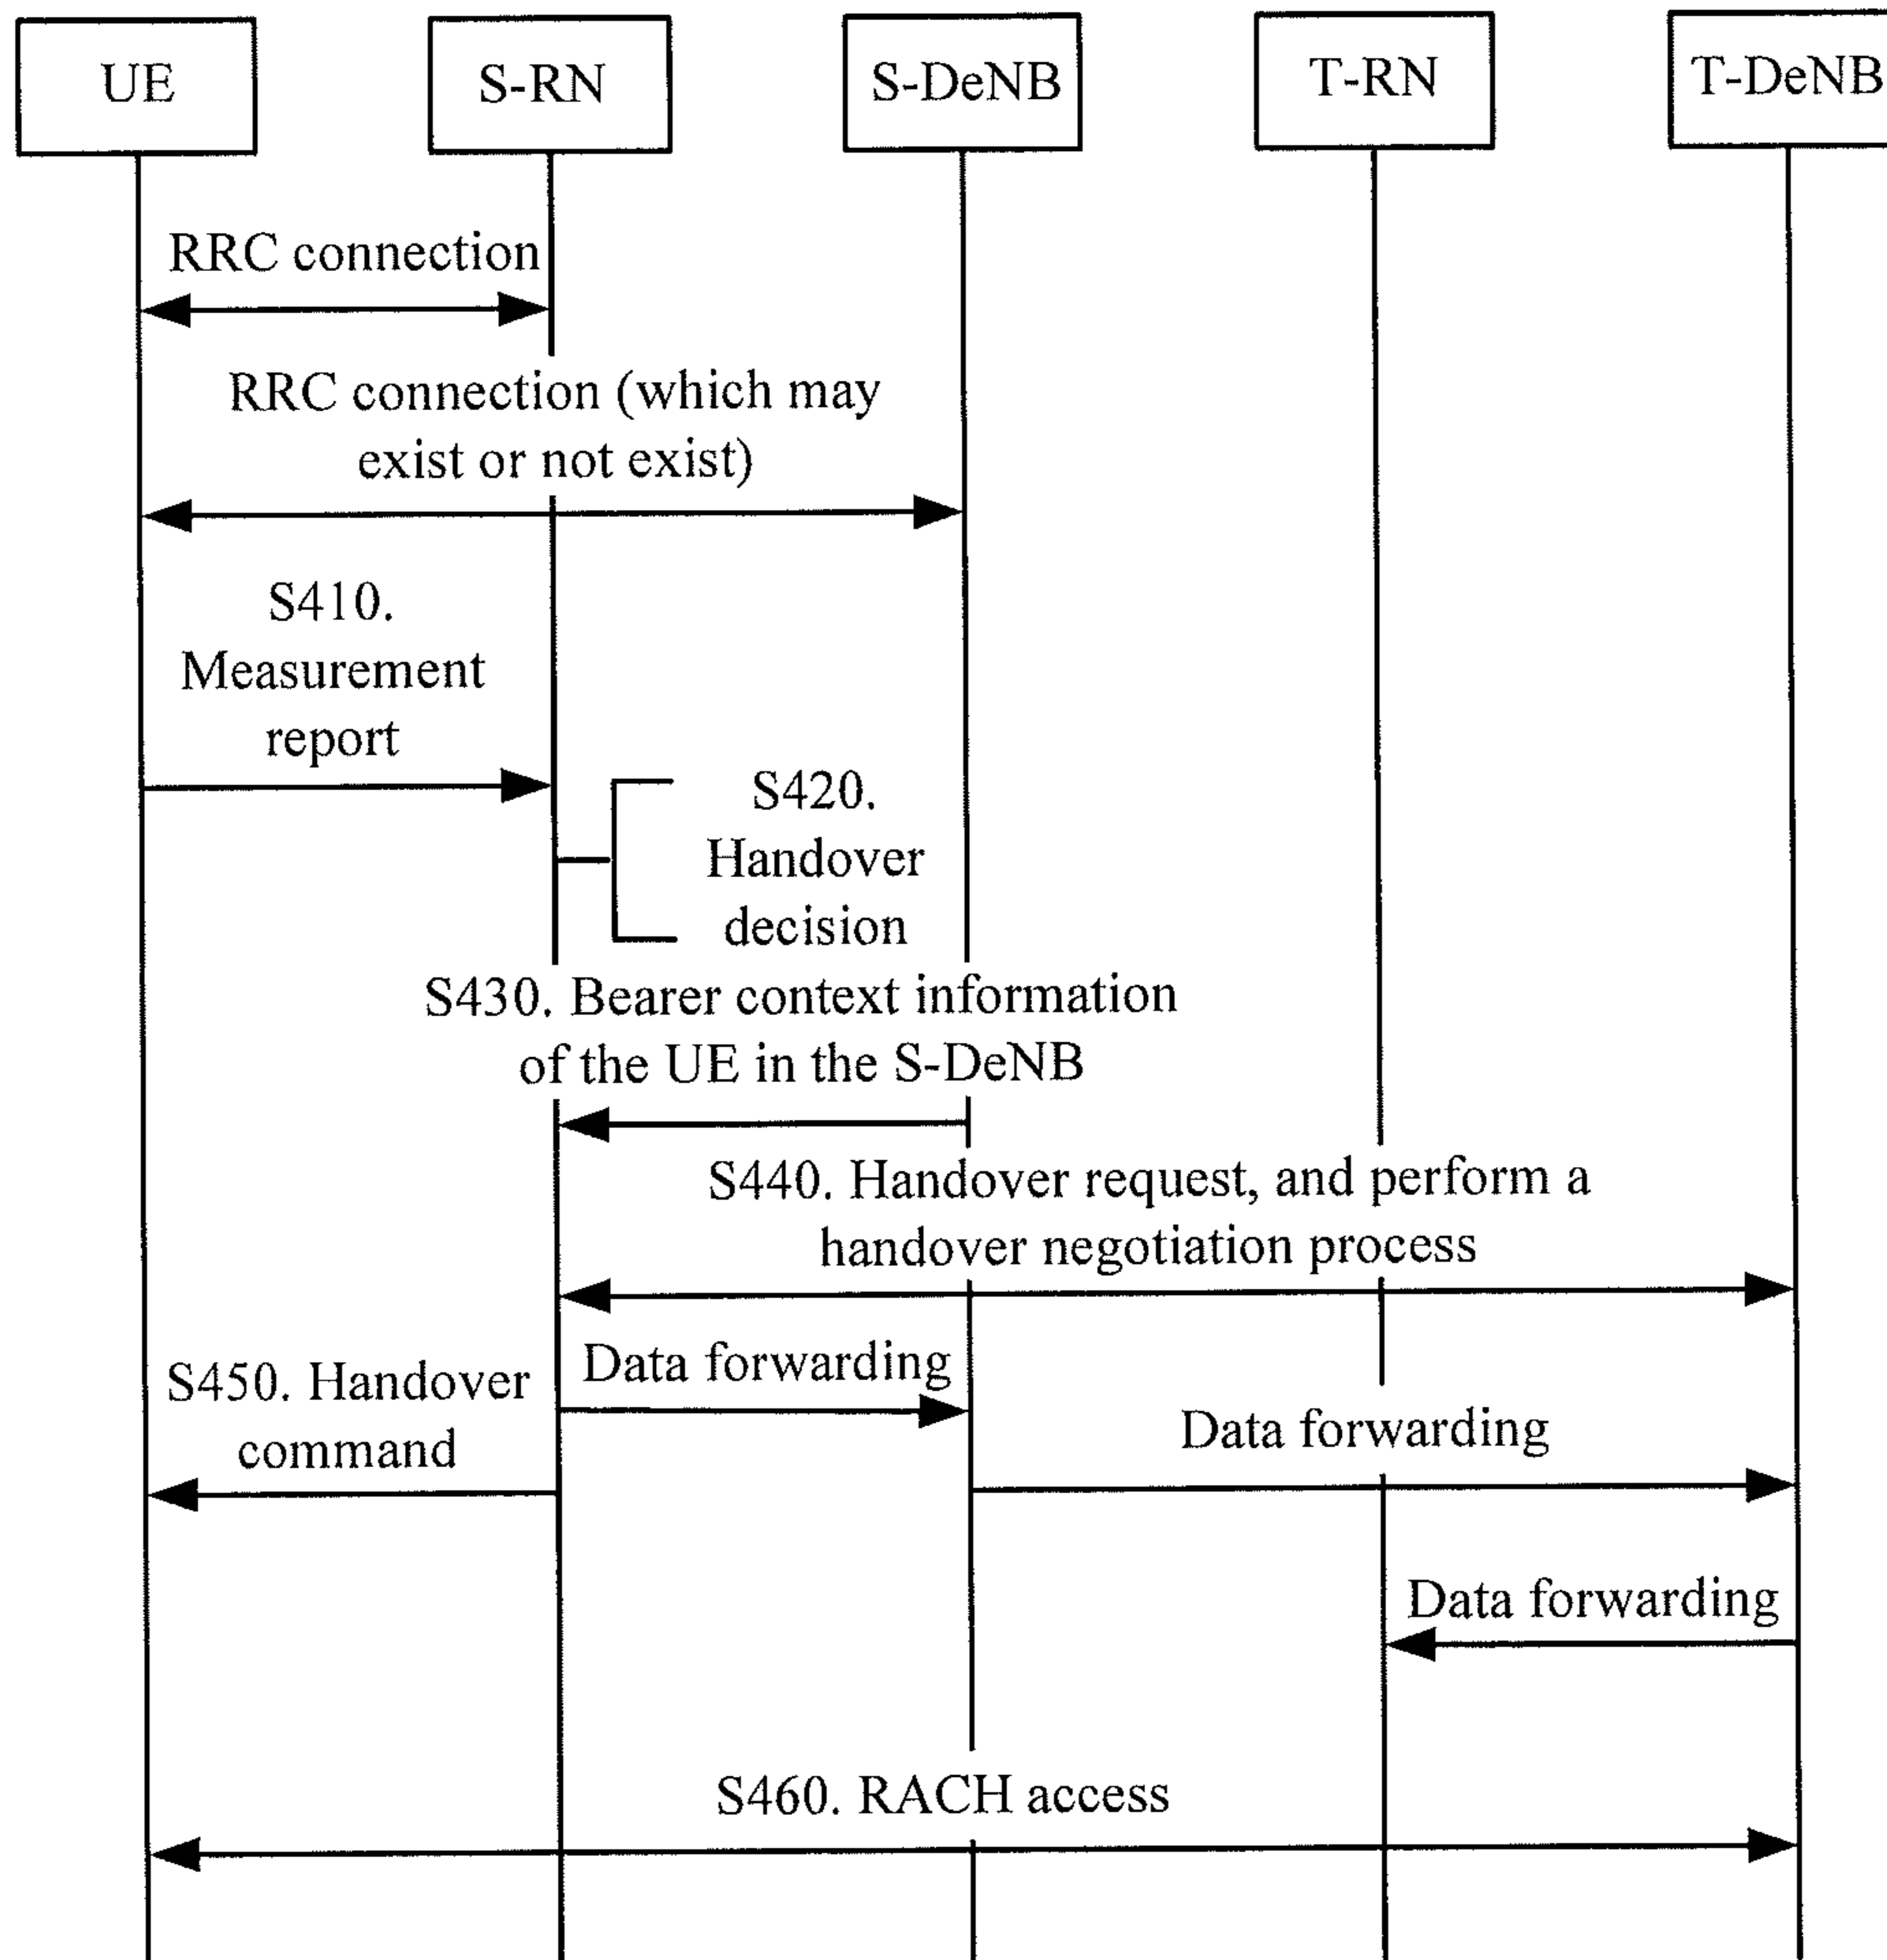 UE
S-RN
S-DeNB
T-RN
T-DeNB
RRC connection
RRC connection (which may
exist or not exist)
S410.
Measurement
report
S420.
Handover
decision
S430. Bearer context information
of the UE in the S-DeNB
S440. Handover request, and perform a
handover negotiation process
Data forwarding
S450. Handover
command
Data forwarding
Data forwarding
S460. RACH access